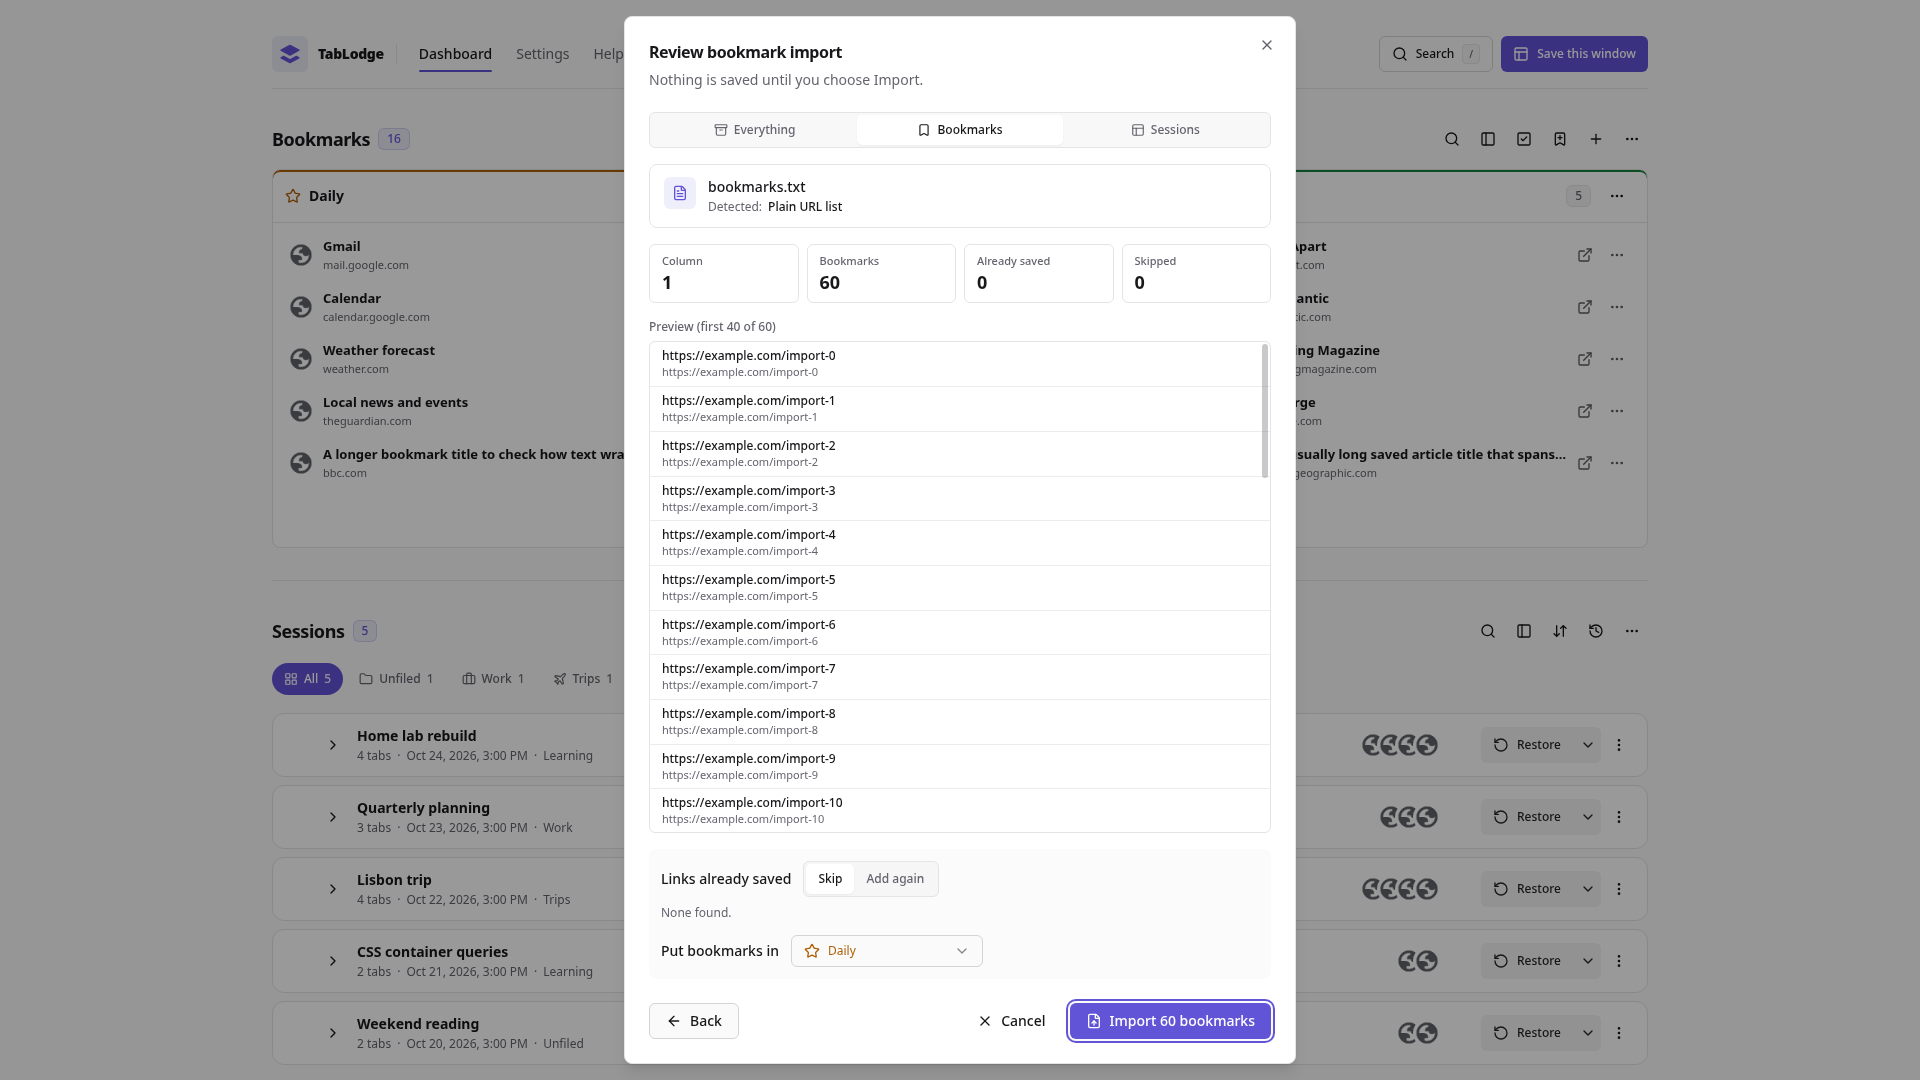 TabLodge
Dashboard
Settings
Help
Search
/
Save this window
Bookmarks
16
Daily
5
Gmail
mail.google.com
Calendar
calendar.google.com
Weather forecast
weather.com
Local news and events
theguardian.com
A longer bookmark title to check how text wra
bbc.com
Apart
t.com
antic
tic.com
ing Magazine
gmagazine.com
rge
e.com
sually long saved article title that spans...
geographic.com
Sessions
5
All 5
Unfiled 1
Work 1
Trips 1
Home lab rebuild
4 tabs · Oct 24, 2026, 3:00 PM · Learning
Restore
Quarterly planning
3 tabs · Oct 23, 2026, 3:00 PM · Work
Restore
Lisbon trip
4 tabs · Oct 22, 2026, 3:00 PM · Trips
Restore
CSS container queries
2 tabs · Oct 21, 2026, 3:00 PM · Learning
Restore
Weekend reading
2 tabs · Oct 20, 2026, 3:00 PM · Unfiled
Restore
Review bookmark import
Nothing is saved until you choose Import.
Everything
Bookmarks
Sessions
bookmarks.txt
Detected: Plain URL list
Column
1
Bookmarks
60
Already saved
0
Skipped
0
Preview (first 40 of 60)
https://example.com/import-0
https://example.com/import-0
https://example.com/import-1
https://example.com/import-1
https://example.com/import-2
https://example.com/import-2
https://example.com/import-3
https://example.com/import-3
https://example.com/import-4
https://example.com/import-4
https://example.com/import-5
https://example.com/import-5
https://example.com/import-6
https://example.com/import-6
https://example.com/import-7
https://example.com/import-7
https://example.com/import-8
https://example.com/import-8
https://example.com/import-9
https://example.com/import-9
https://example.com/import-10
https://example.com/import-10
Links already saved
Skip
Add again
None found.
Put bookmarks in
Daily
Back
Cancel
Import 60 bookmarks